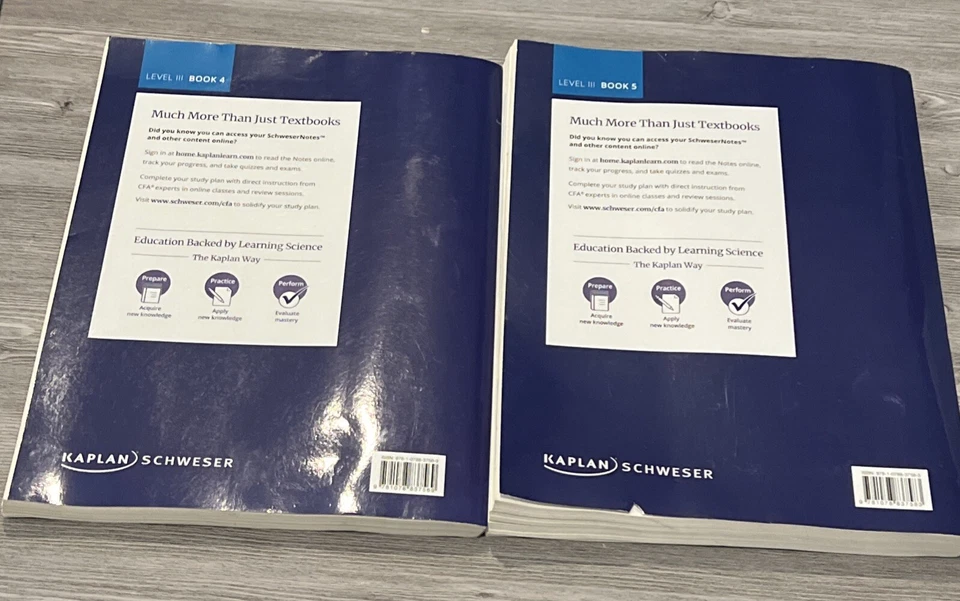 LEVEL III BOOK 4
Much More Than Just Textbooks
Did you know you can access your SchweserNotes™
and other content online?
Sign in at home.kaplanlearn.com to read the Notes online,
track your progress, and take quizzes and exams.
Complete your study plan with direct instruction from
CFA® experts in online classes and review sessions.
Visit www.schweser.com/cfa to solidify your study plan.
Education Backed by Learning Science
The Kaplan Way
Prepare
Practice
Perform
Acquire
new knowledge
Apply
new knowledge
Evaluate
mastery
KAPLAN SCHWESER
LEVEL III BOOK 5
Much More Than Just Textbooks
Did you know you can access your SchweserNotes™
and other content online?
Sign in at home.kaplanlearn.com to read the Notes online,
track your progress, and take quizzes and exams.
Complete your study plan with direct instruction from
CFA® experts in online classes and review sessions.
Visit www.schweser.com/cfa to solidify your study plan.
Education Backed by Learning Science
The Kaplan Way
Prepare
Practice
Perform
Acquire
new knowledge
Apply
new knowledge
Evaluate
mastery
KAPLAN SCHWESER